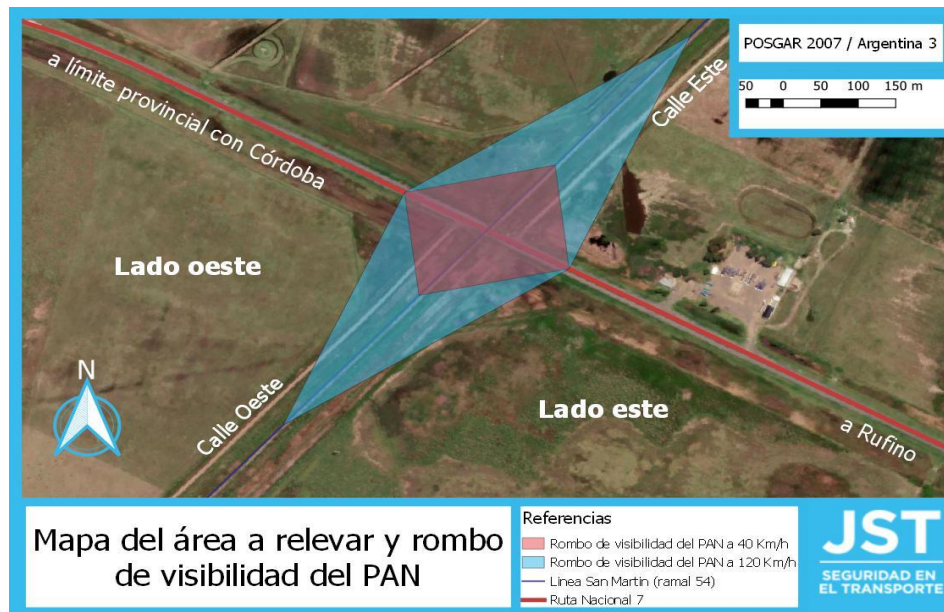 POSGAR 2007 / Argentina 3
50 0 50 100 150 m
a límite provincial con Córdoba
Calle Este
Lado oeste
N
Calle Oeste
Lado este
a Rufino
Mapa del área a relevar y rombo
de visibilidad del PAN
Referencias
Rombo de visibilidad del PAN a 40 Km/h
Rombo de visibilidad del PAN a 120 Km/h
Línea San Martín (ramal 54)
Ruta Nacional 7
JST
SEGURIDAD EN
EL TRANSPORTE